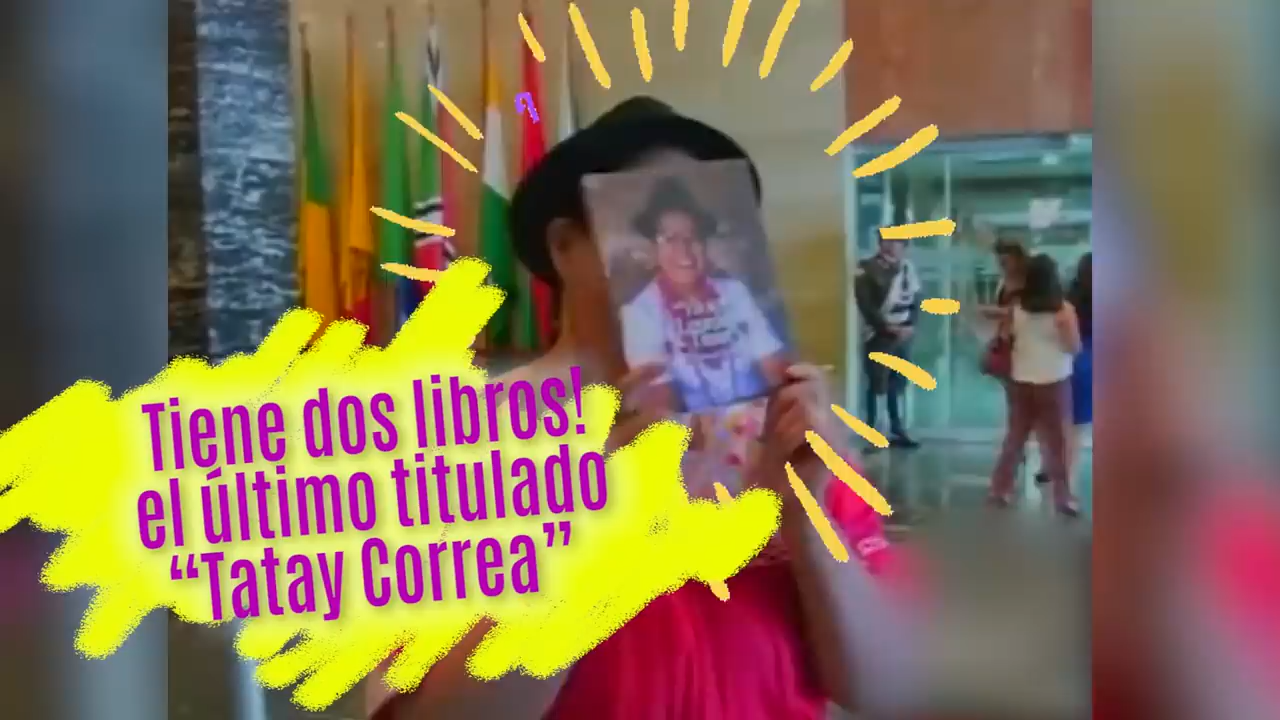 Tiene dos libros!
el último titulado
“Tatay Correa”